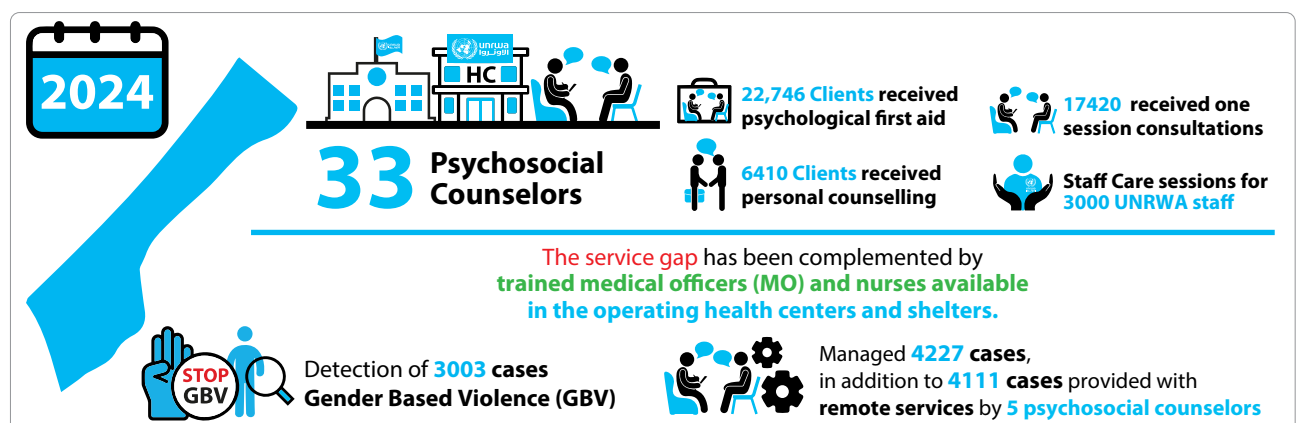 2024
unrwa
الأونروا
HC
33 Psychosocial
Counselors
22,746 Clients received
psychological first aid
17420 received one
session consultations
6410 Clients received
personal counselling
Staff Care sessions for
3000 UNRWA staff
The service gap has been complemented by
trained medical officers (MO) and nurses available
in the operating health centers and shelters.
STOP
GBV
Detection of 3003 cases
Gender Based Violence (GBV)
Managed 4227 cases,
in addition to 4111 cases provided with
remote services by 5 psychosocial counselors